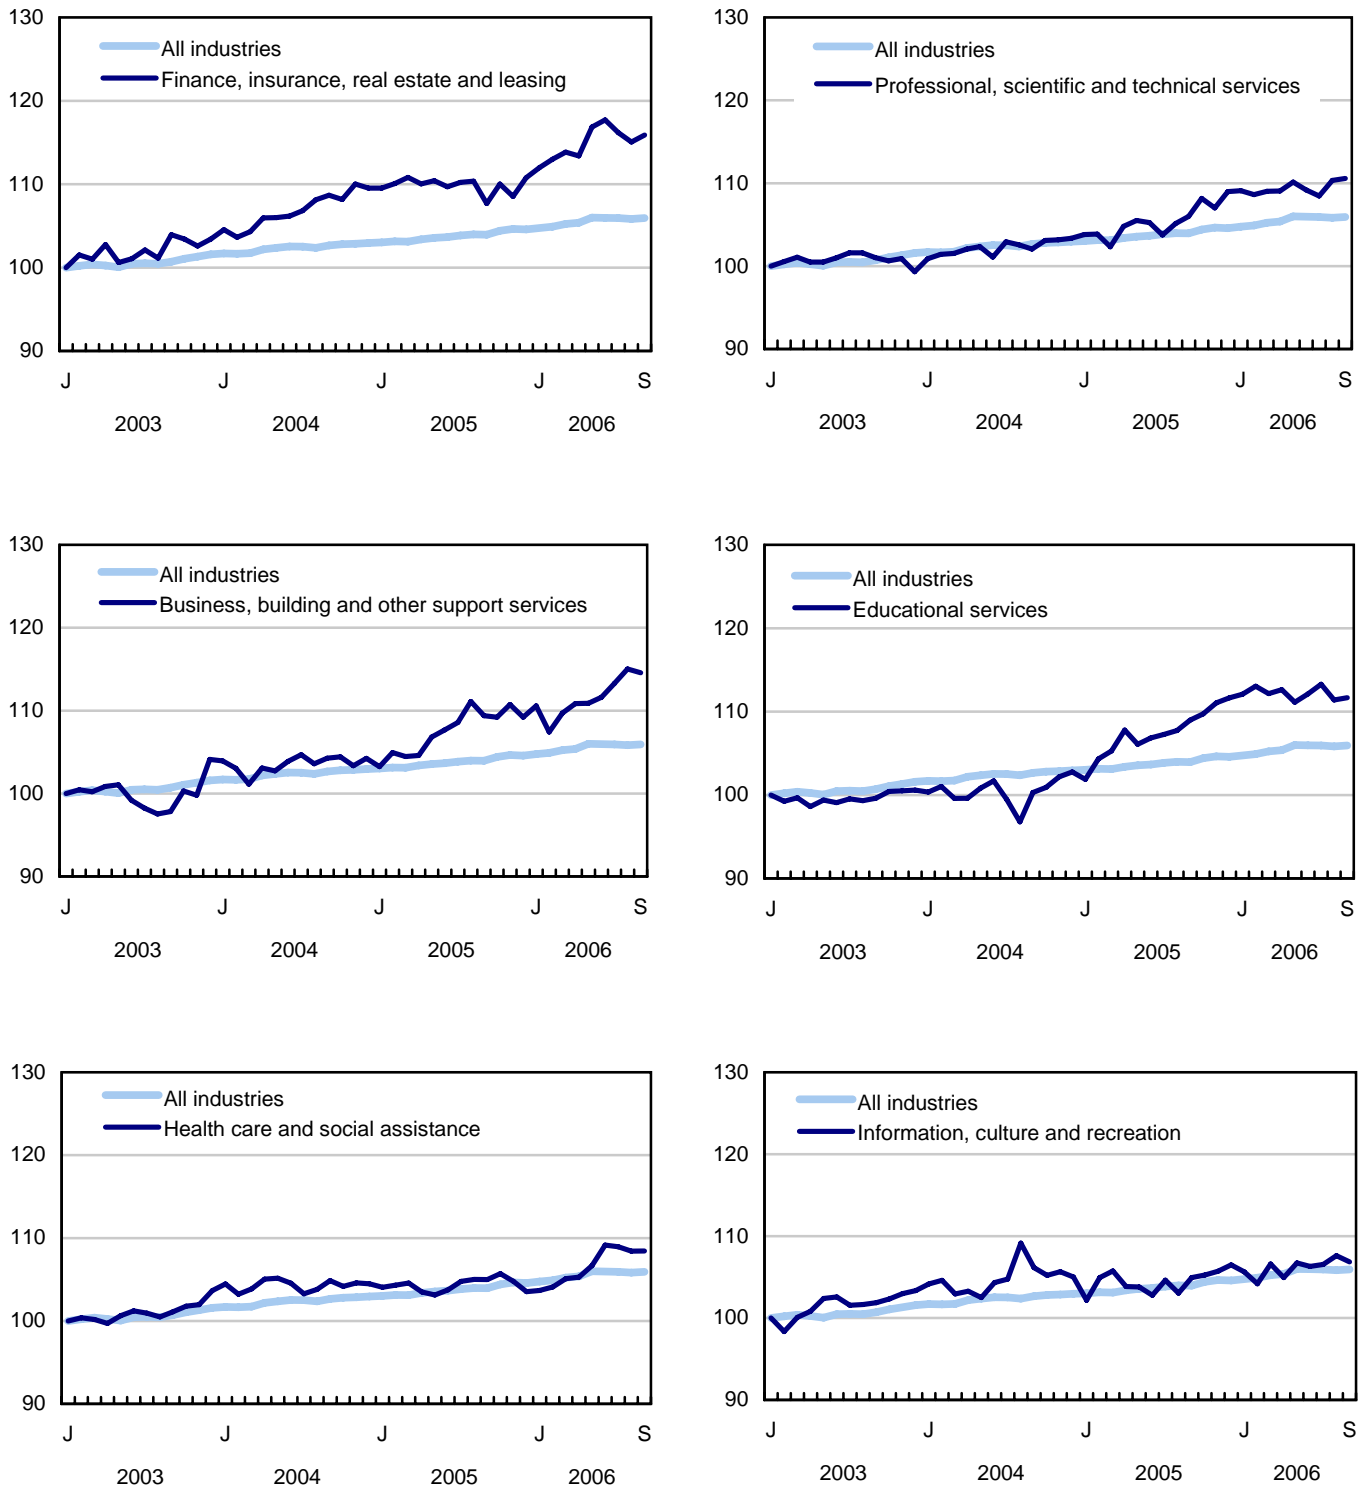 130
All industries
Finance, insurance, real estate and leasing
120
110
100
90
J J J J S
2003 2004 2005 2006
130
All industries
Professional, scientific and technical services
120
110
100
90
J J J J S
2003 2004 2005 2006
130
All industries
Business, building and other support services
120
110
100
90
J J J J S
2003 2004 2005 2006
130
All industries
Educational services
120
110
100
90
J J J J S
2003 2004 2005 2006
130
All industries
Health care and social assistance
120
110
100
90
J J J J S
2003 2004 2005 2006
130
All industries
Information, culture and recreation
120
110
100
90
J J J J S
2003 2004 2005 2006